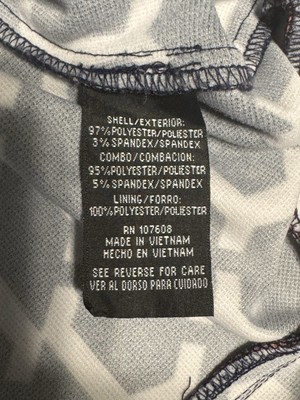 SHELL/EXTERIOR:
97% POLYESTER/POLIESTER
3% SPANDEX/SPANDEX
COMBO/COMBACION:
95% POLYESTER/POLIESTER
5% SPANDEX/SPANDEX
LINING/FORRO:
100% POLYESTER/POLIESTER
RN 107608
MADE IN VIETNAM
HECHO EN VIETNAM
SEE REVERSE FOR CARE
VER AL DORSO PARA CUIDADO